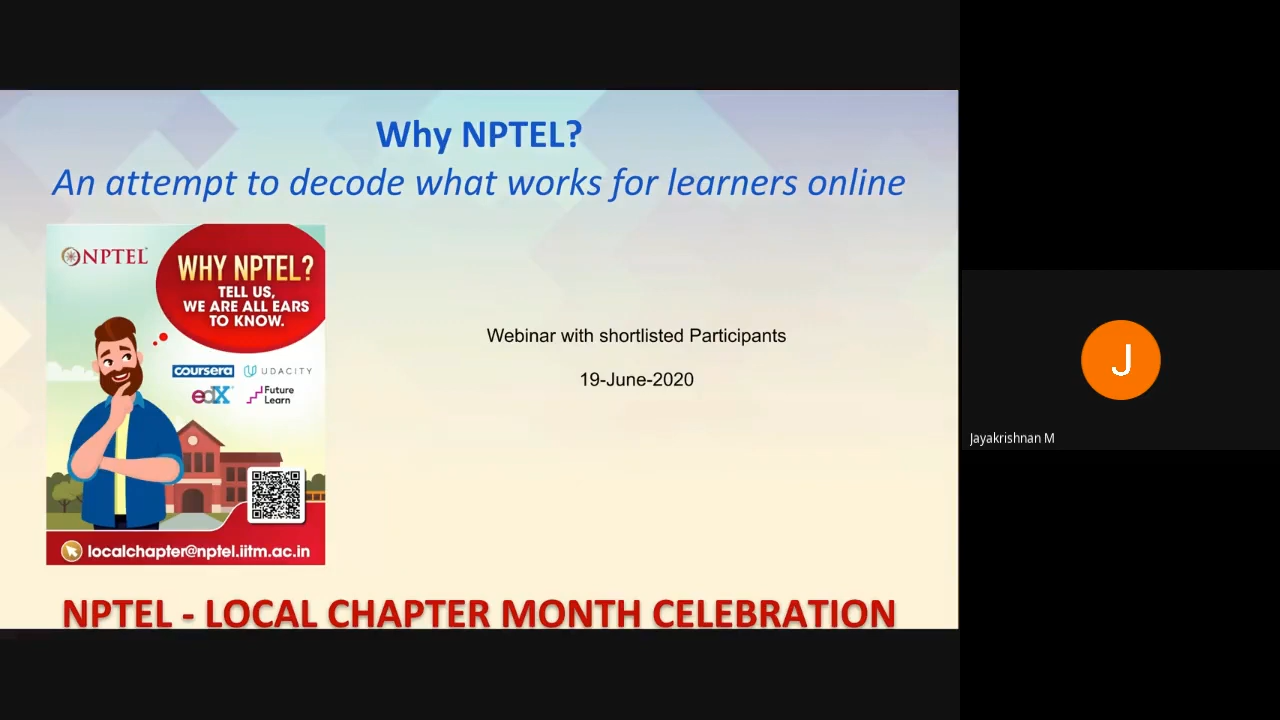 Why NPTEL?
An attempt to decode what works for learners online
NPTEL
WHY NPTEL?
TELL US,
WE ARE ALL EARS
TO KNOW.
coursera UDACITY
edX Future
Learn
localchapter@nptel.iitm.ac.in
Webinar with shortlisted Participants
19-June-2020
NPTEL - LOCAL CHAPTER MONTH CELEBRATION
J
Jayakrishnan M